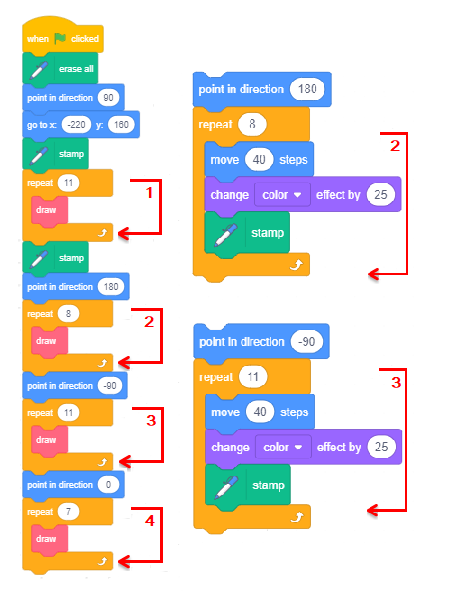 when clicked
erase all
point in direction 90
go to x: -220 y: 160
stamp
repeat 11
1
draw
stamp
point in direction 180
repeat 8
2
draw
point in direction -90
repeat 11
3
draw
point in direction 0
repeat 7
4
draw
point in direction 180
repeat 8
2
move 40 steps
change color effect by 25
stamp
point in direction -90
repeat 11
3
move 40 steps
change color effect by 25
stamp